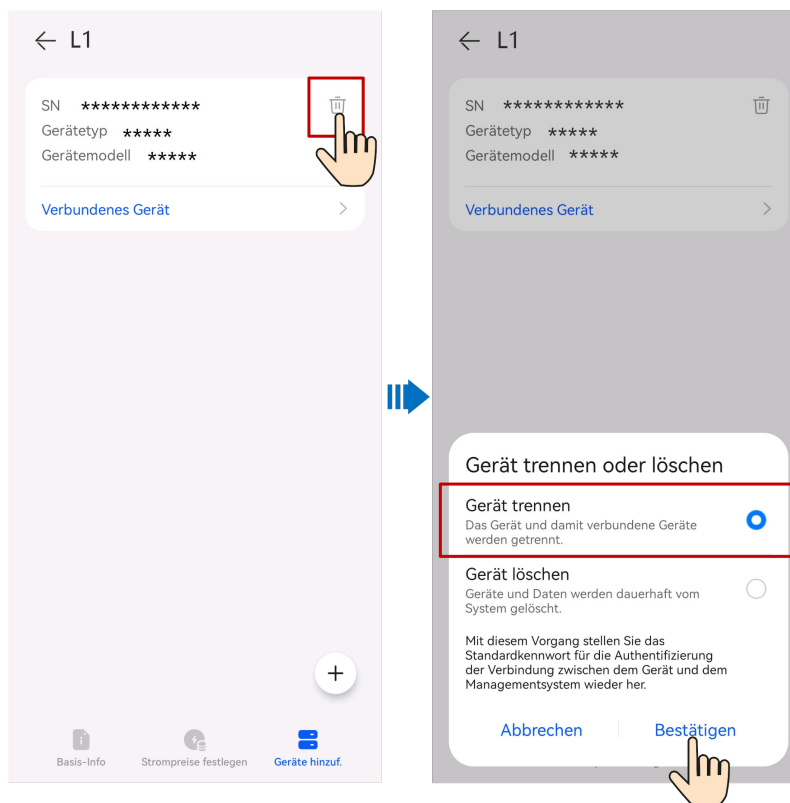 L1
SN ************
Gerätetyp *****
Gerätemodell *****
Verbundenes Gerät
Basis-Info
Strompreise festlegen
Geräte hinzuf.
L1
SN ************
Gerätetyp *****
Gerätemodell *****
Verbundenes Gerät
Gerät trennen oder löschen
Gerät trennen
Das Gerät und damit verbundene Geräte
werden getrennt.
Gerät löschen
Geräte und Daten werden dauerhaft vom
System gelöscht.
Mit diesem Vorgang stellen Sie das
Standardkennwort für die Authentifizierung
der Verbindung zwischen dem Gerät und dem
Managementsystem wieder her.
Abbrechen
Bestätigen